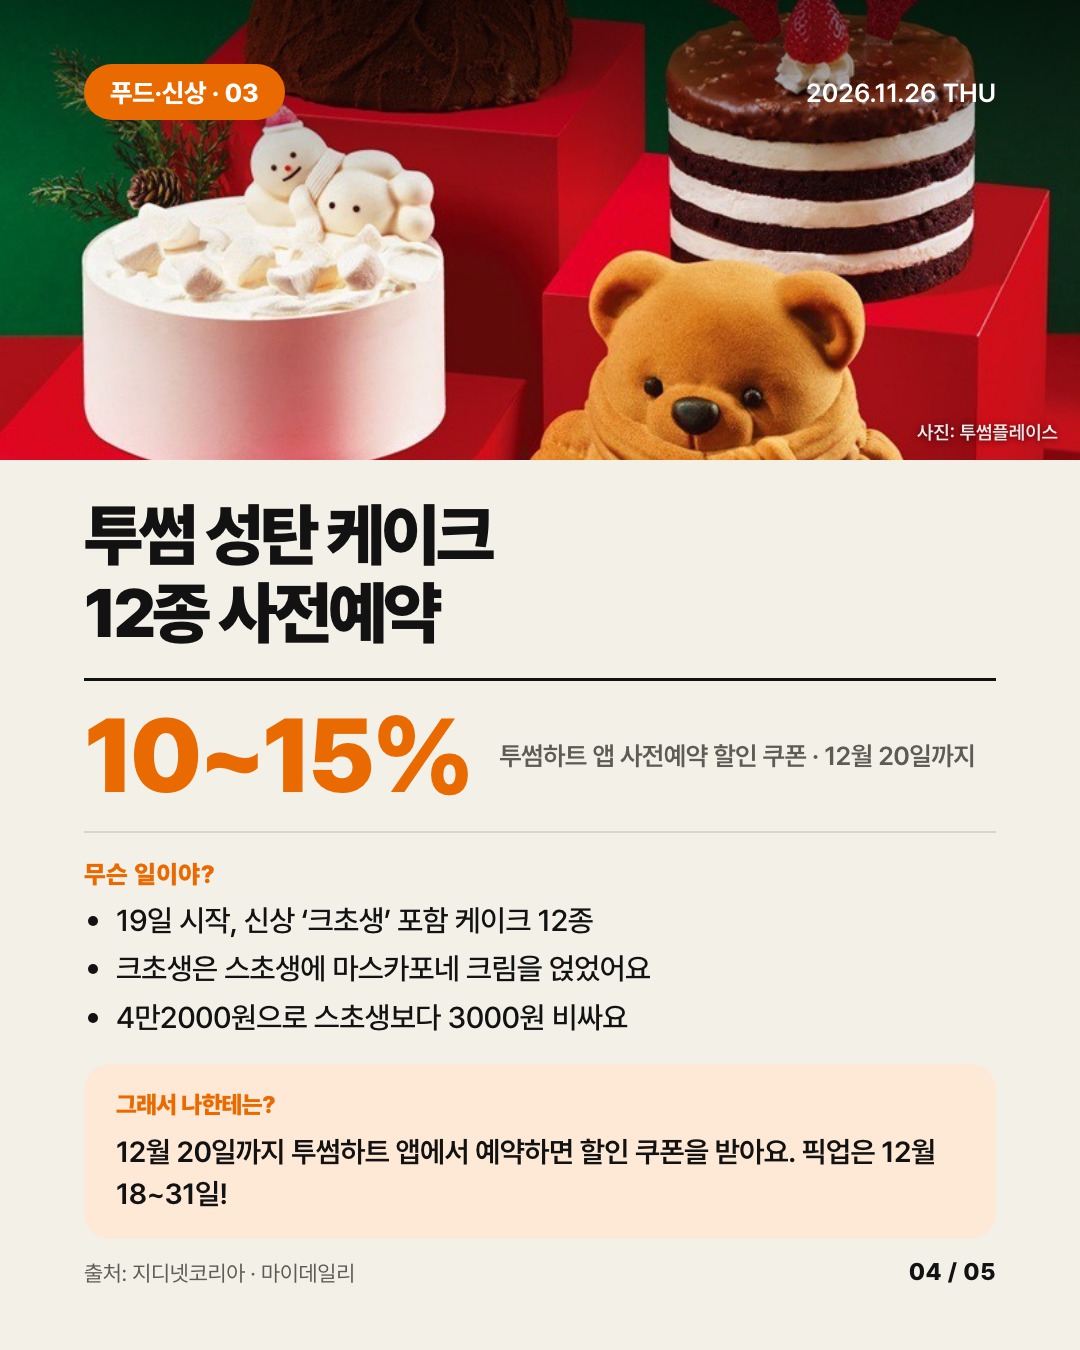 푸드·신상 · 03
2026.11.26 THU
사진: 투썸플레이스
투썸 성탄 케이크
12종 사전예약
10~15%
투썸하트 앱 사전예약 할인 쿠폰 · 12월 20일까지
무슨 일이야?
• 19일 시작, 신상 ‘크초생’ 포함 케이크 12종
• 크초생은 스초생에 마스카포네 크림을 얹었어요
• 4만2000원으로 스초생보다 3000원 비싸요
그래서 나한테는?
12월 20일까지 투썸하트 앱에서 예약하면 할인 쿠폰을 받아요. 픽업은 12월
18~31일!
출처: 지디넷코리아 · 마이데일리
04 / 05